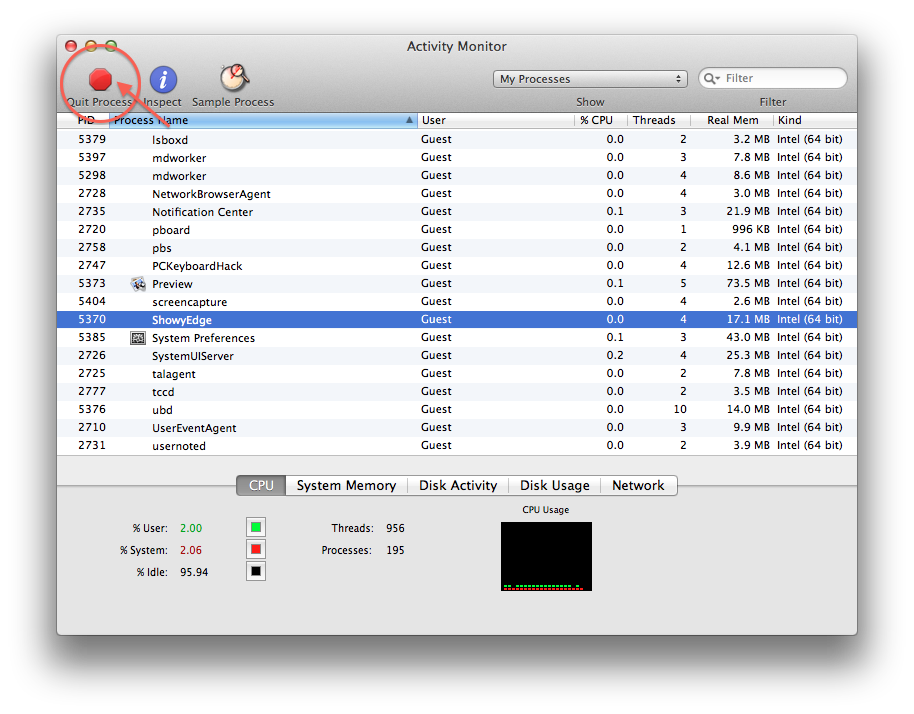 Activity Monitor
Quit Process Inspect Sample Process My Processes Show Filter Filter
PID Process Name User % CPU Threads Real Mem Kind
5379 lsboxd Guest 0.0 2 3.2 MB Intel (64 bit)
5397 mdworker Guest 0.0 3 7.8 MB Intel (64 bit)
5298 mdworker Guest 0.0 4 8.6 MB Intel (64 bit)
2728 NetworkBrowserAgent Guest 0.0 4 3.0 MB Intel (64 bit)
2735 Notification Center Guest 0.1 3 21.9 MB Intel (64 bit)
2720 pboard Guest 0.0 1 996 KB Intel (64 bit)
2758 pbs Guest 0.0 2 4.1 MB Intel (64 bit)
2747 PCKeyboardHack Guest 0.0 4 12.6 MB Intel (64 bit)
5373 Preview Guest 0.1 5 73.5 MB Intel (64 bit)
5404 screencapture Guest 0.0 4 2.6 MB Intel (64 bit)
5370 ShowyEdge Guest 0.0 4 17.1 MB Intel (64 bit)
5385 System Preferences Guest 0.1 3 43.0 MB Intel (64 bit)
2726 SystemUIServer Guest 0.2 4 25.3 MB Intel (64 bit)
2725 talagent Guest 0.0 2 7.8 MB Intel (64 bit)
2777 tccd Guest 0.0 2 3.5 MB Intel (64 bit)
5376 ubd Guest 0.0 10 14.0 MB Intel (64 bit)
2710 UserEventAgent Guest 0.0 3 9.9 MB Intel (64 bit)
2731 usernoted Guest 0.0 2 3.9 MB Intel (64 bit)
CPU System Memory Disk Activity Disk Usage Network
CPU Usage
% User: 2.00 Threads: 956
% System: 2.06 Processes: 195
% Idle: 95.94